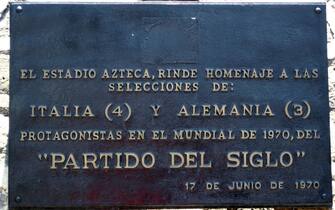 EL ESTADIO AZTECA, RINDE HOMENAJE A LAS
SELECCIONES DE:
ITALIA (4) Y ALEMANIA (3)
PROTAGONISTAS EN EL MUNDIAL DE 1970, DEL
"PARTIDO DEL SIGLO"
17 DE JUNIO DE 1970